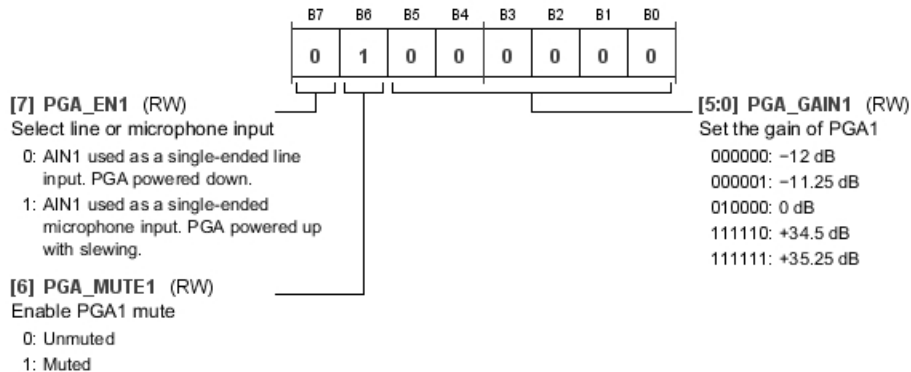 B7 B6 B5 B4 B3 B2 B1 B0
0 1 0 0 0 0 0 0
[7] PGA_EN1 (RW)
Select line or microphone input
0: AIN1 used as a single-ended line
input. PGA powered down.
1: AIN1 used as a single-ended
microphone input. PGA powered up
with slewing.
[6] PGA_MUTE1 (RW)
Enable PGA1 mute
0: Unmuted
1: Muted
[5:0] PGA_GAIN1 (RW)
Set the gain of PGA1
000000: −12 dB
000001: −11.25 dB
010000: 0 dB
111110: +34.5 dB
111111: +35.25 dB